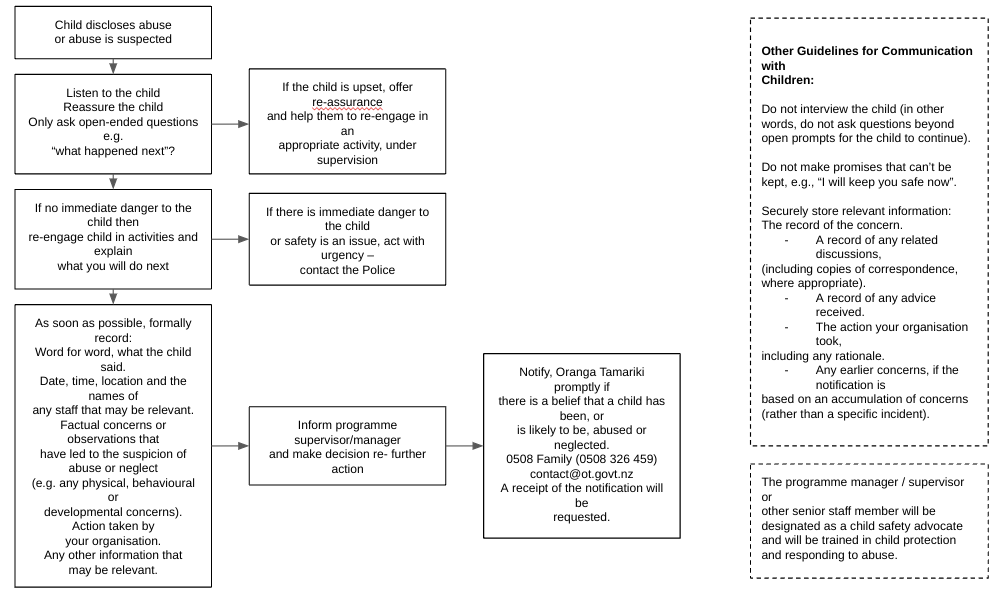 Child discloses abuse
or abuse is suspected
Listen to the child
Reassure the child
Only ask open-ended questions
e.g.
“what happened next”?
If the child is upset, offer
re-assurance
and help them to re-engage in
an
appropriate activity, under
supervision
If no immediate danger to the
child then
re-engage child in activities and
explain
what you will do next
If there is immediate danger to
the child
or safety is an issue, act with
urgency –
contact the Police
As soon as possible, formally
record:
Word for word, what the child
said.
Date, time, location and the
names of
any staff that may be relevant.
Factual concerns or
observations that
have led to the suspicion of
abuse or neglect
(e.g. any physical, behavioural
or
developmental concerns).
Action taken by
your organisation.
Any other information that
may be relevant.
Inform programme
supervisor/manager
and make decision re- further
action
Notify, Oranga Tamariki
promptly if
there is a belief that a child has
been, or
is likely to be, abused or
neglected.
0508 Family (0508 326 459)
contact@ot.govt.nz
A receipt of the notification will
be
requested.
Other Guidelines for Communication
with
Children:
Do not interview the child (in other
words, do not ask questions beyond
open prompts for the child to continue).
Do not make promises that can’t be
kept, e.g., “I will keep you safe now”.
Securely store relevant information:
The record of the concern.
- A record of any related
discussions,
(including copies of correspondence,
where appropriate).
- A record of any advice
received.
- The action your organisation
took,
including any rationale.
- Any earlier concerns, if the
notification is
based on an accumulation of concerns
(rather than a specific incident).
The programme manager / supervisor
or
other senior staff member will be
designated as a child safety advocate
and will be trained in child protection
and responding to abuse.